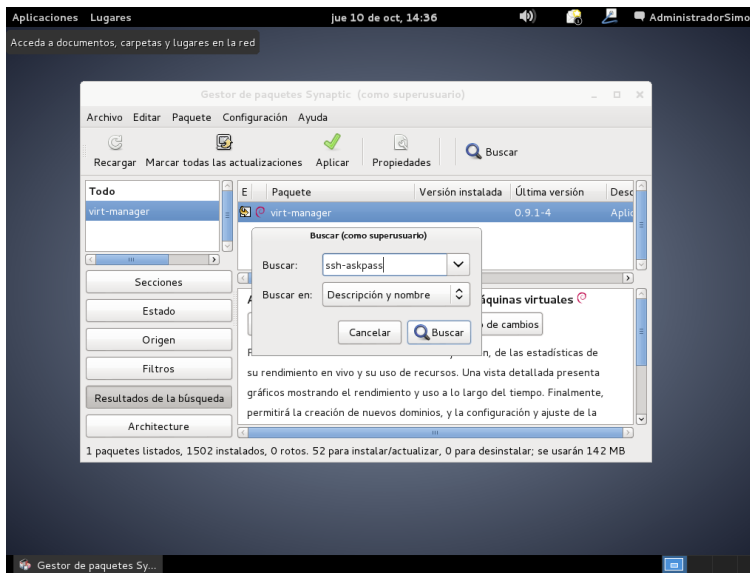 Aplicaciones Lugares jue 10 de oct, 14:36 AdministradorSimo
Acceda a documentos, carpetas y lugares en la red
Gestor de paquetes Synaptic (como superusuario)
Archivo Editar Paquete Configuración Ayuda
Recargar Marcar todas las actualizaciones Aplicar Propiedades Buscar
Todo
virt-manager
E Paquete Versión instalada Última versión Desc
virt-manager 0.9.1-4 Aplic
Buscar (como superusuario)
Buscar: ssh-askpass
Buscar en: Descripción y nombre
Cancelar Buscar
Secciones
Estado
Origen
Filtros
Resultados de la búsqueda
Architecture
áquinas virtuales
de cambios
n, de las estadísticas de
su rendimiento en vivo y su uso de recursos. Una vista detallada presenta
gráficos mostrando el rendimiento y uso a lo largo del tiempo. Finalmente,
permitirá la creación de nuevos dominios, y la configuración y ajuste de la
1 paquetes listados, 1502 instalados, 0 rotos. 52 para instalar/actualizar, 0 para desinstalar; se usarán 142 MB
Gestor de paquetes Sy...